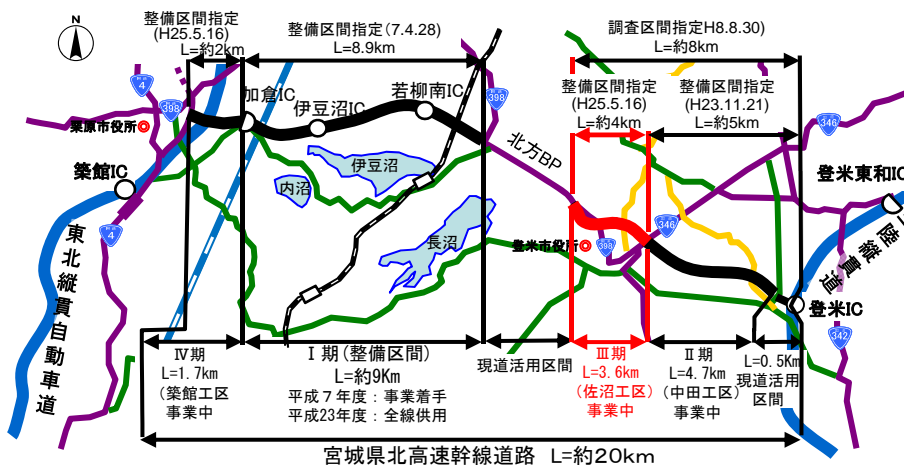 N
整備区間指定
(H25.5.16)
L=約2km
整備区間指定(7.4.28)
L=8.9km
調査区間指定H8.8.30)
L=約8km
整備区間指定
(H25.5.16)
L=約4km
整備区間指定
(H23.11.21)
L=約5km
4
398
398
346
346
398
4
342
栗原市役所
築館IC
加倉IC
伊豆沼IC
若柳南IC
北方BP
伊豆沼
内沼
長沼
登米市役所
登米東和IC
登米IC
東北縦貫自動車道
陸縦貫道
Ⅳ期
L=1.7km
(築館工区
事業中
Ⅰ期(整備区間)
L=約9Km
平成7年度:事業着手
平成23年度:全線供用
現道活用区間
Ⅲ期
L=3.6km
(佐沼工区)
事業中
Ⅱ期
L=4.7km
(中田工区)
事業中
L=0.5Km
現道活用
区間
宮城県北高速幹線道路 L=約20km